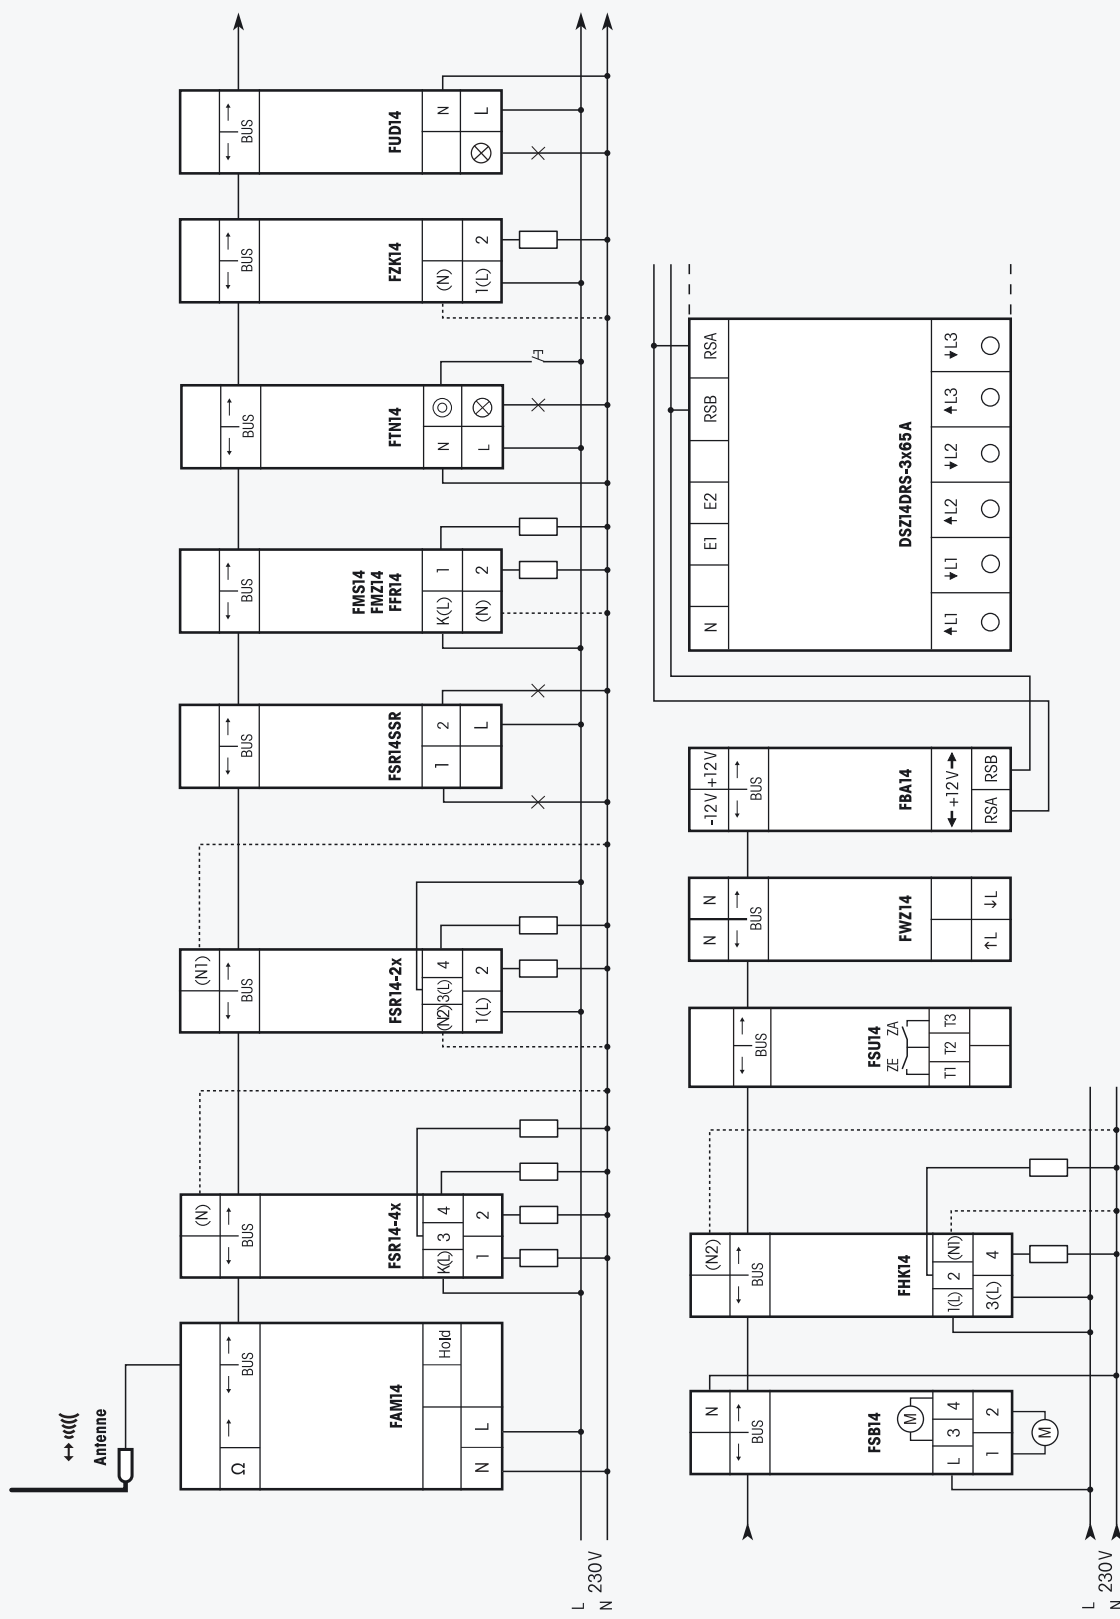 Antenne
FAM14
Ω
BUS
Hold
N
L
FSR14-4x
(N)
BUS
K(L)
3
4
1
2
FSR14-2x
(N1)
BUS
(N2)
3(L)
4
1(L)
2
FSR14SSR
BUS
1
2
L
FMS14
FMZ14
FFR14
BUS
K(L)
1
(N)
2
FTN14
BUS
N
L
FZK14
BUS
(N)
1(L)
2
FUD14
BUS
N
L
L
230V
N
FSB14
N
BUS
M
L
3
4
1
2
M
FHK14
(N2)
BUS
1(L)
2
(N1)
3(L)
4
FSU14
BUS
ZE
ZA
T1
T2
T3
FWZ14
N
N
BUS
↑L
↓L
FBA14
-12V
+12V
BUS
+12V
RSA
RSB
DSZ14DRS-3x65A
N
E1
E2
RSB
RSA
↑L1
↓L1
↑L2
↓L2
↑L3
↓L3
L
230V
N